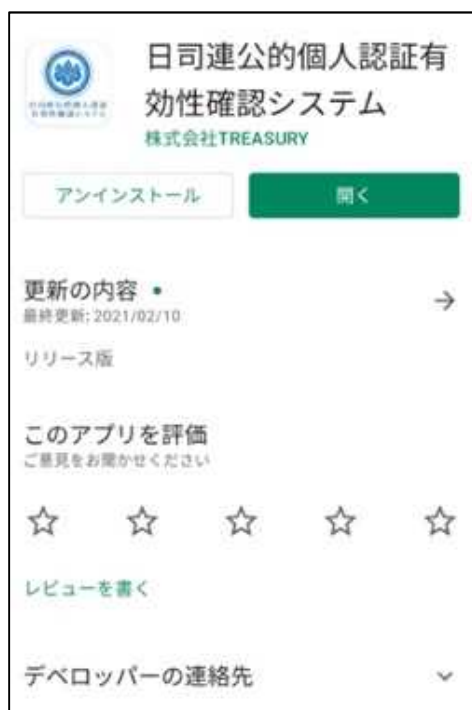 日司連公的個人認証有
効性確認システム
株式会社TREASURY
アンインストール
開く
更新の内容
最終更新: 2021/02/10
リリース版
このアプリを評価
ご意見をお聞かせください
レビューを書く
デベロッパーの連絡先